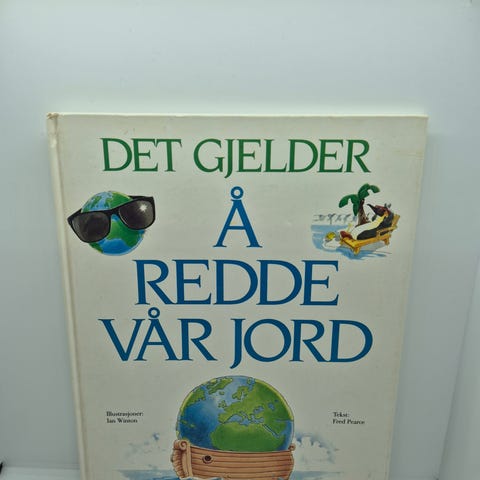 DET GJELDER
Å
REDDE
VÅR JORD
Illustrasjoner:
Ian Winton
Tekst:
Fred Pearce